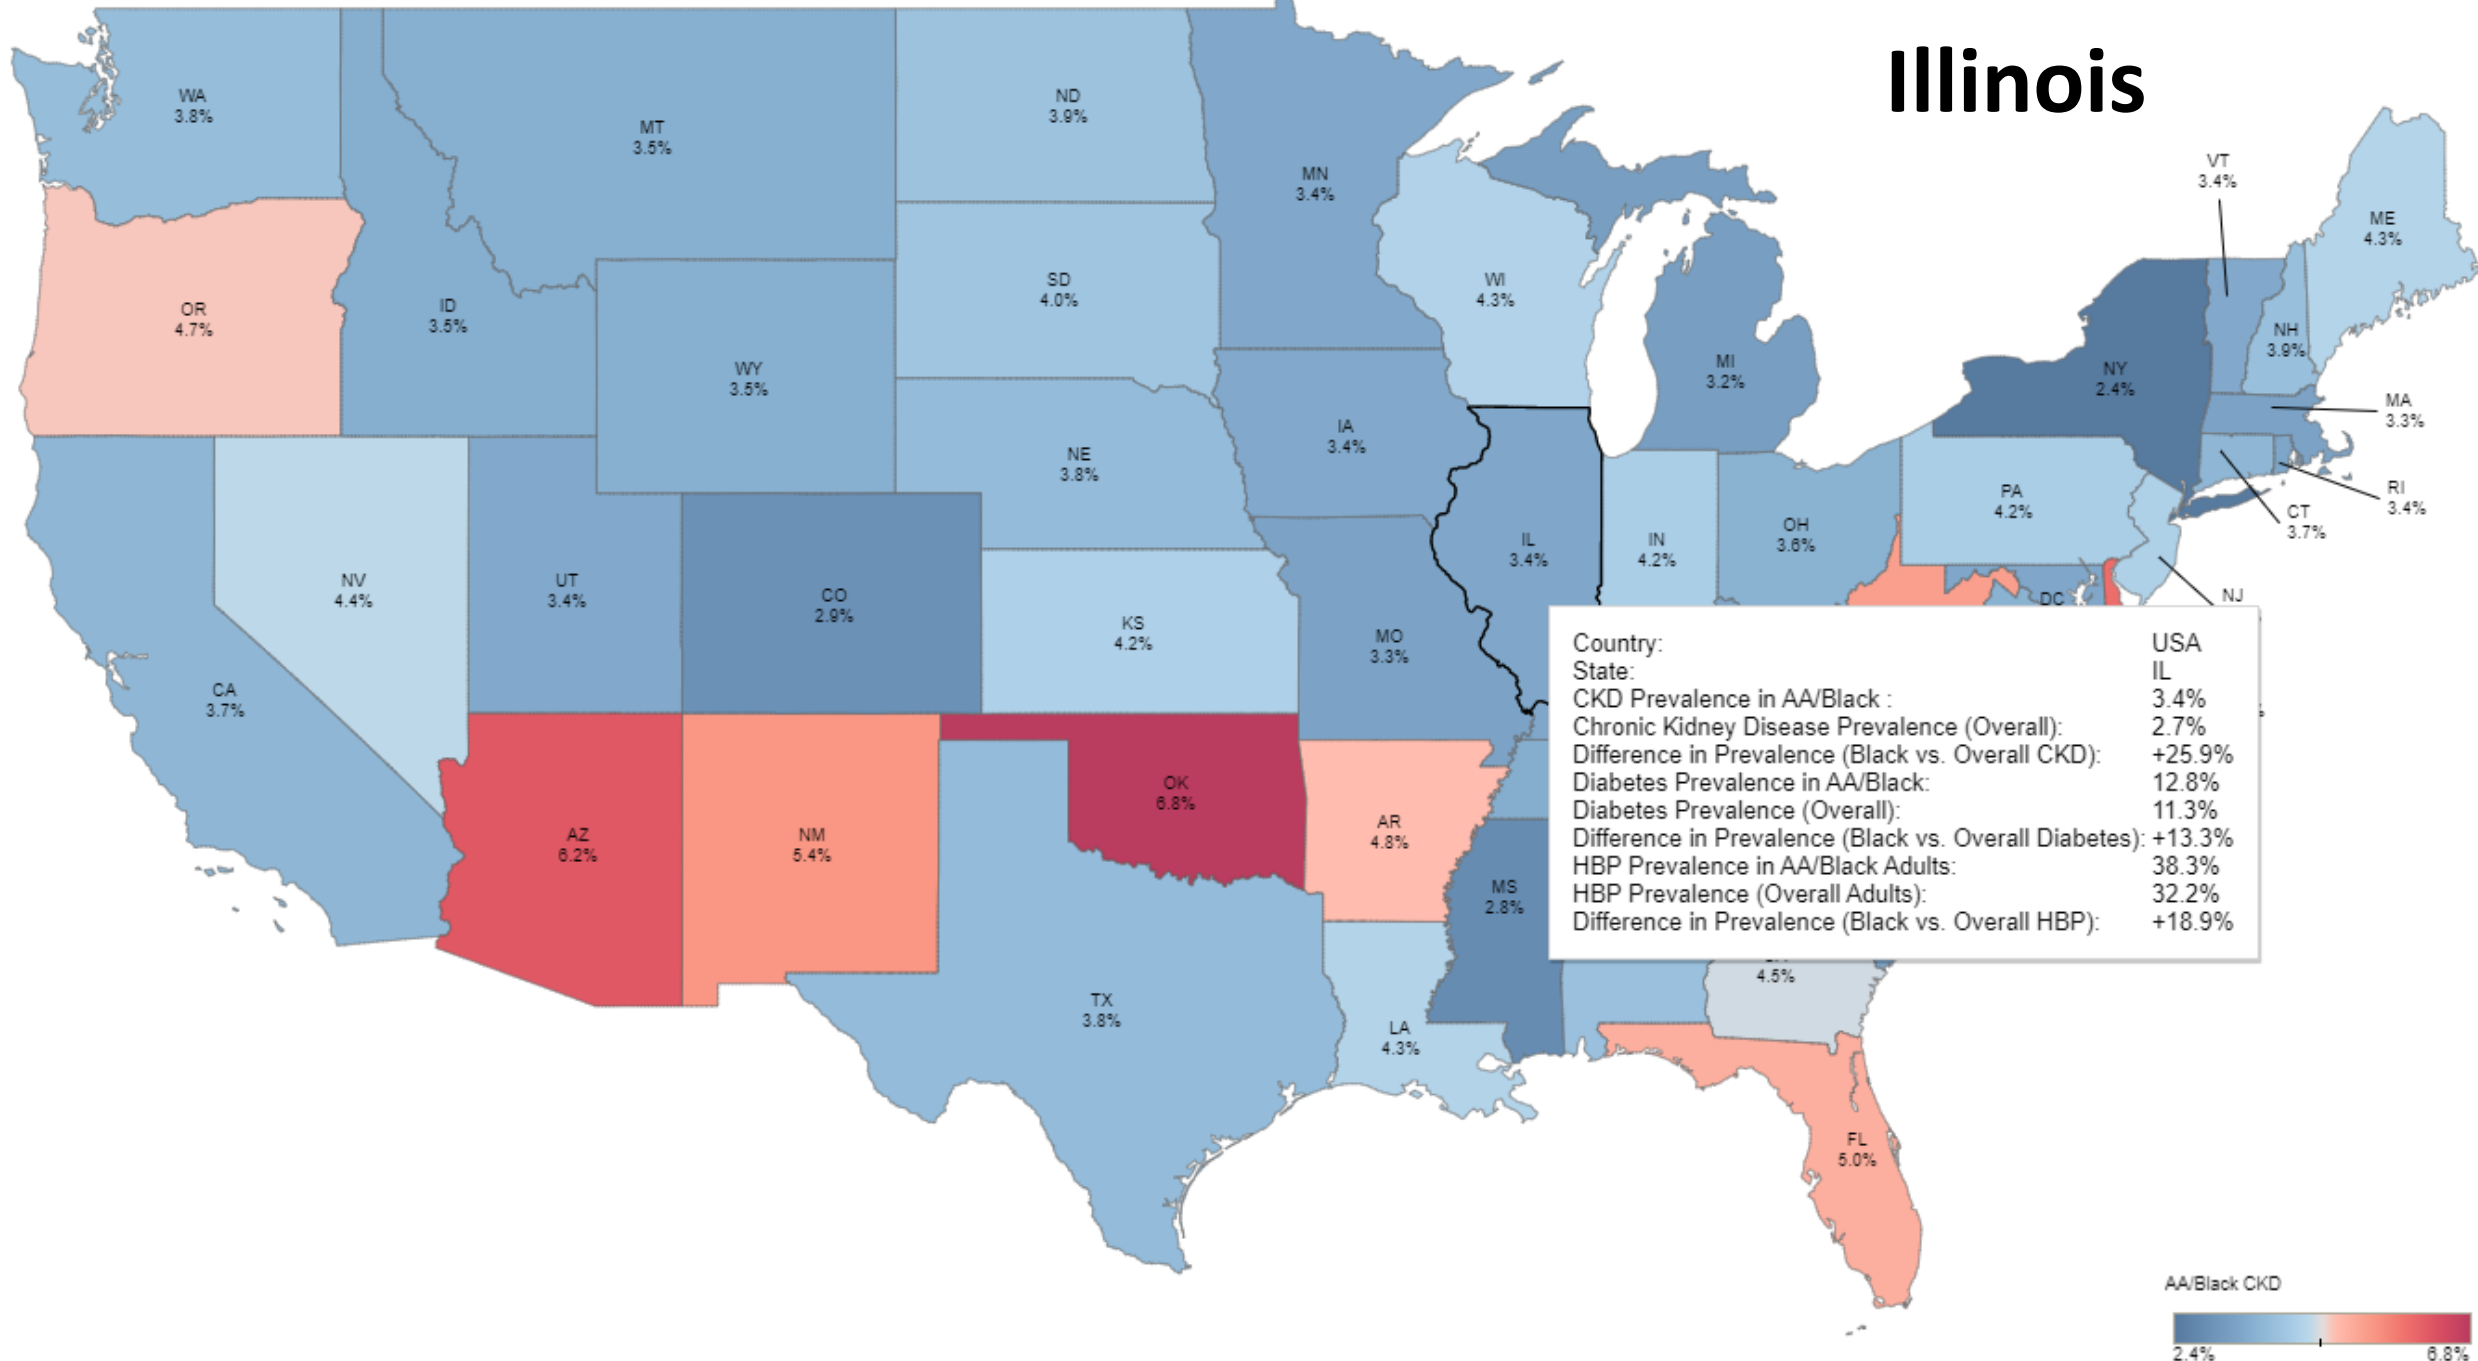 Illinois
WA
3.8%
MT
3.5%
ND
3.9%
MN
3.4%
VT
3.4%
ME
4.3%
OR
4.7%
ID
3.5%
SD
4.0%
WI
4.3%
NH
3.9%
WY
3.5%
MI
3.2%
NY
2.4%
MA
3.3%
NE
3.8%
IA
3.4%
PA
4.2%
RI
3.4%
CT
3.7%
OH
3.6%
IL
3.4%
IN
4.2%
NV
4.4%
UT
3.4%
CO
2.9%
KS
4.2%
MO
3.3%
DC
NJ
CA
3.7%
Country: USA
State: IL
CKD Prevalence in AA/Black : 3.4%
Chronic Kidney Disease Prevalence (Overall): 2.7%
Difference in Prevalence (Black vs. Overall CKD): +25.9%
Diabetes Prevalence in AA/Black: 12.8%
Diabetes Prevalence (Overall): 11.3%
Difference in Prevalence (Black vs. Overall Diabetes): +13.3%
HBP Prevalence in AA/Black Adults: 38.3%
HBP Prevalence (Overall Adults): 32.2%
Difference in Prevalence (Black vs. Overall HBP): +18.9%
AZ
6.2%
NM
5.4%
OK
6.8%
AR
4.8%
MS
2.8%
4.5%
TX
3.8%
LA
4.3%
FL
5.0%
AA/Black CKD
2.4% 6.8%